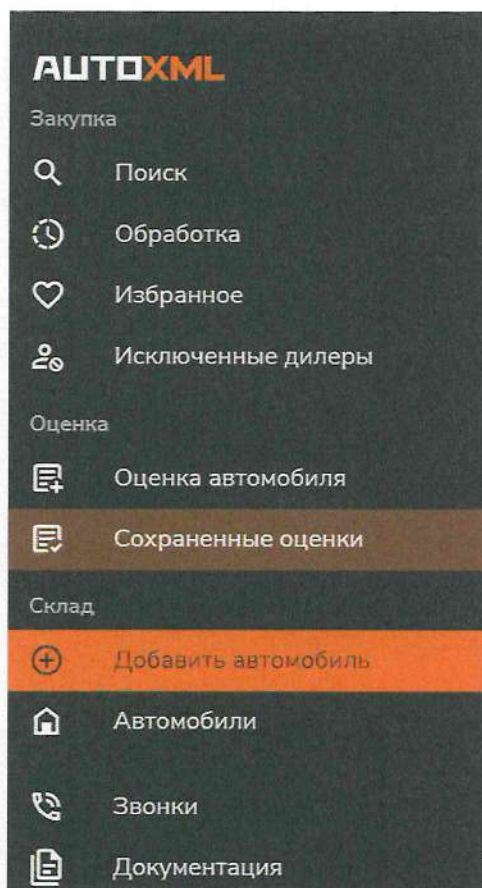 AUTOXML
Закупка
Поиск
Обработка
Избранное
Исключенные дилеры
Оценка
Оценка автомобиля
Сохраненные оценки
Склад
Добавить автомобиль
Автомобили
Звонки
Документация